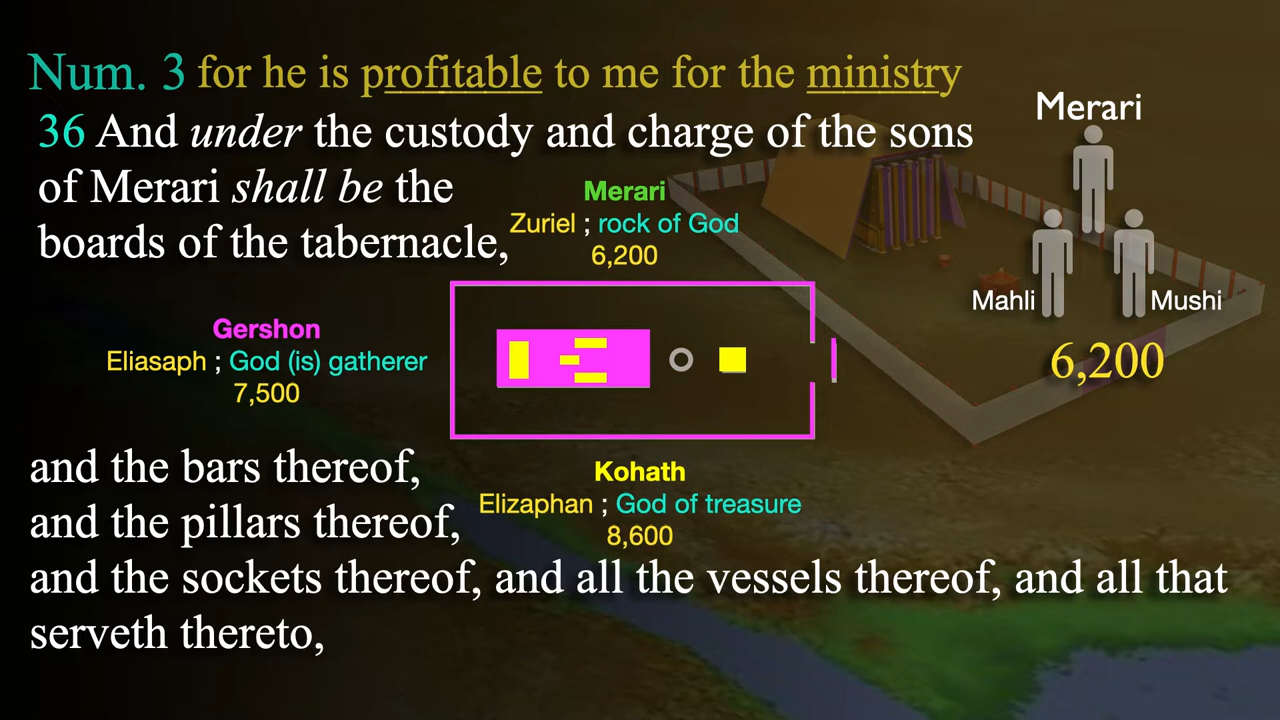 Num. 3 for he is profitable to me for the ministry
36 And under the custody and charge of the sons
of Merari shall be the
boards of the tabernacle,
Merari
Zuriel ; rock of God
6,200
Merari
Mahli
Mushi
6,200
Gershon
Eliasaph ; God (is) gatherer
7,500
and the bars thereof,
and the pillars thereof,
Kohath
Elizaphan ; God of treasure
8,600
and the sockets thereof, and all the vessels thereof, and all that
serveth thereto,